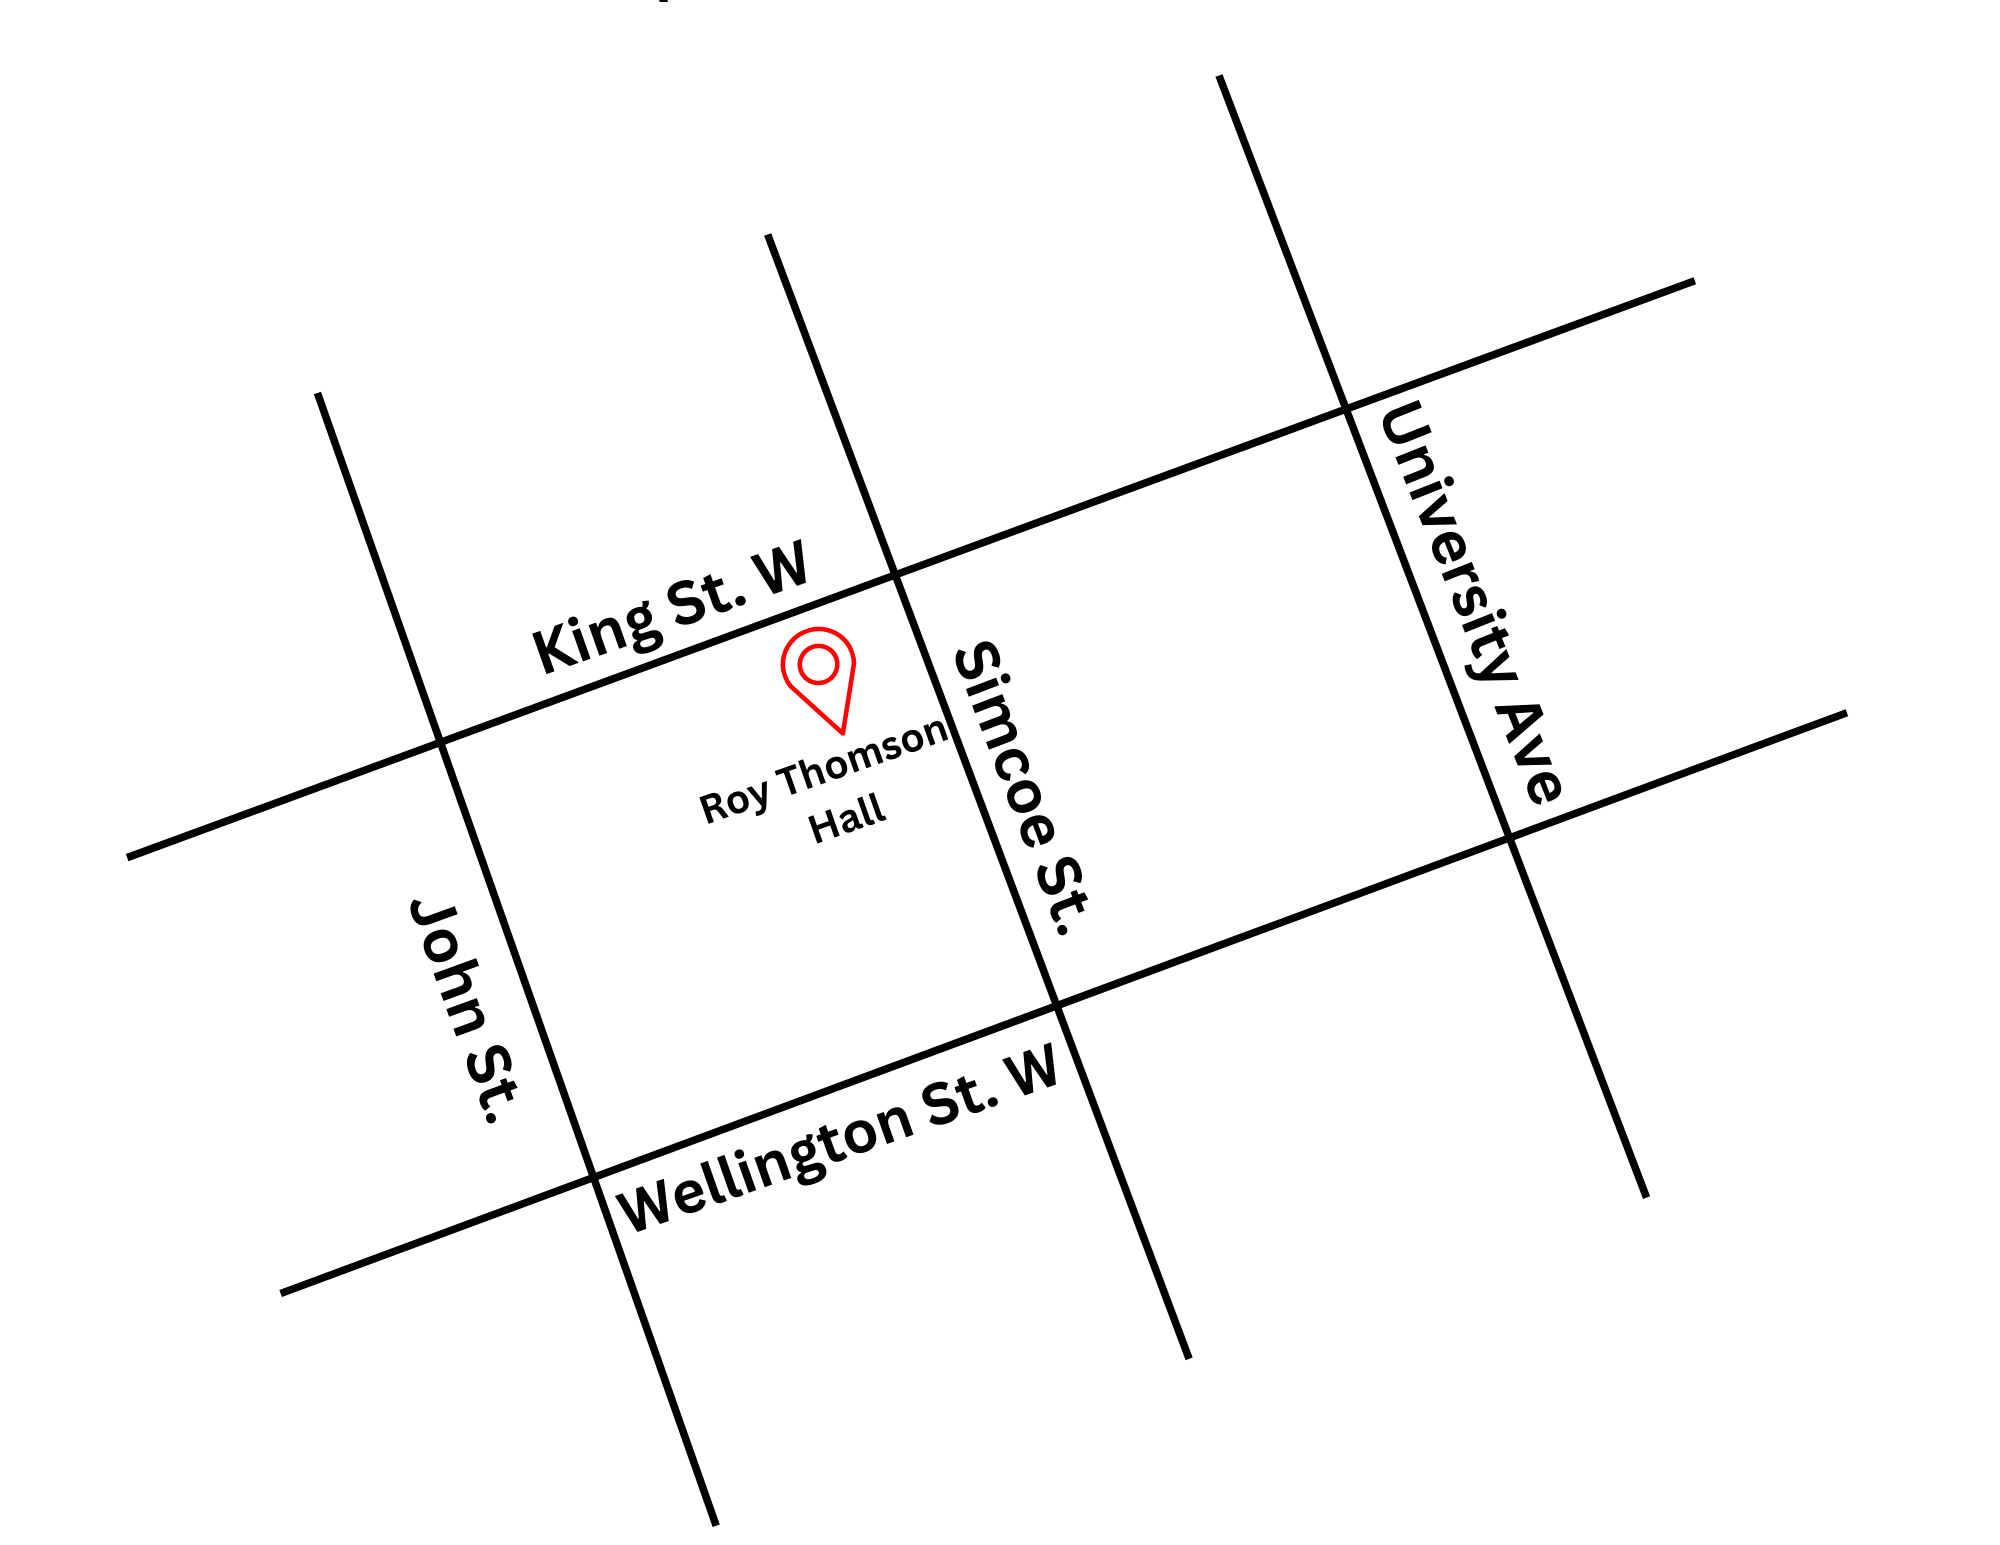 King St. W
University Ave
Simcoe St.
Roy Thomson
Hall
John St.
Wellington St. W